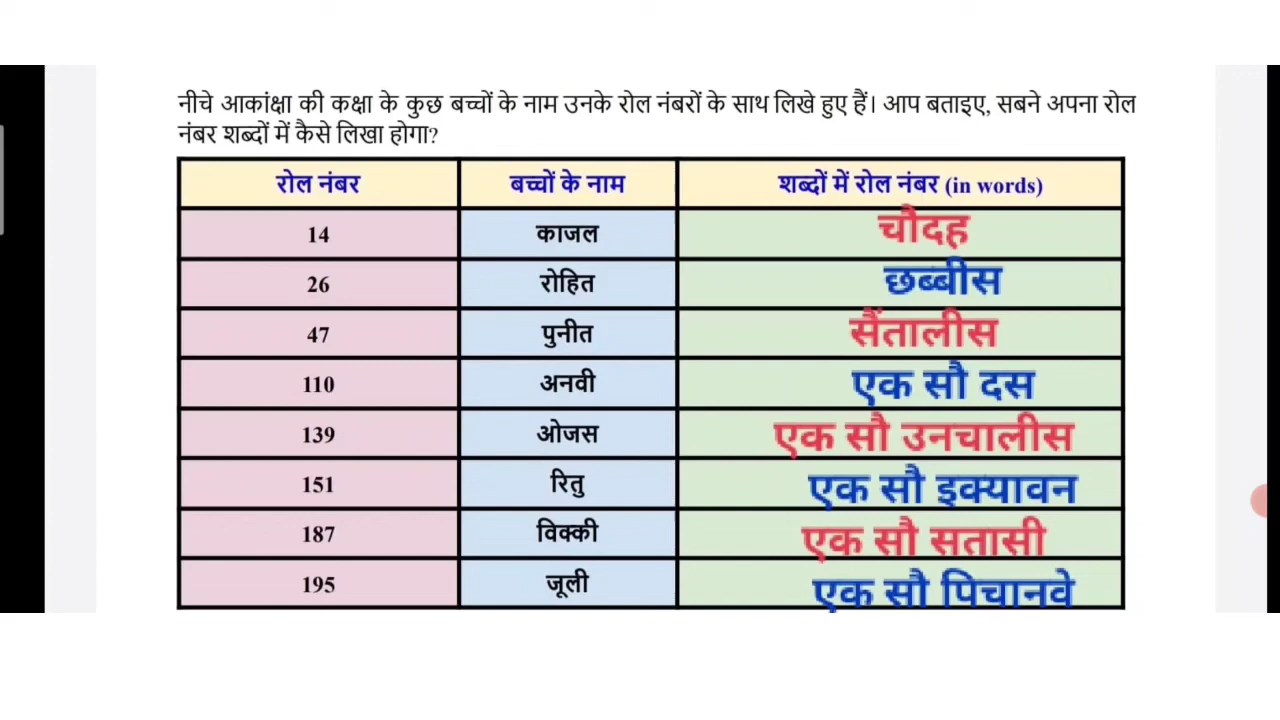 नीचे आकांक्षा की कक्षा के कुछ बच्चों के नाम उनके रोल नंबरों के साथ लिखे हुए हैं। आप बताइए, सबने अपना रोल
नंबर शब्दों में कैसे लिखा होगा?
रोल नंबर बच्चों के नाम शब्दों में रोल नंबर (in words)
14 काजल चौदह
26 रोहित छब्बीस
47 पुनीत सैंतालीस
110 अनवी एक सौ दस
139 ओजस एक सौ उनचालीस
151 रितु एक सौ इक्यावन
187 विक्की एक सौ सतासी
195 जूली एक सौ पिचानवे